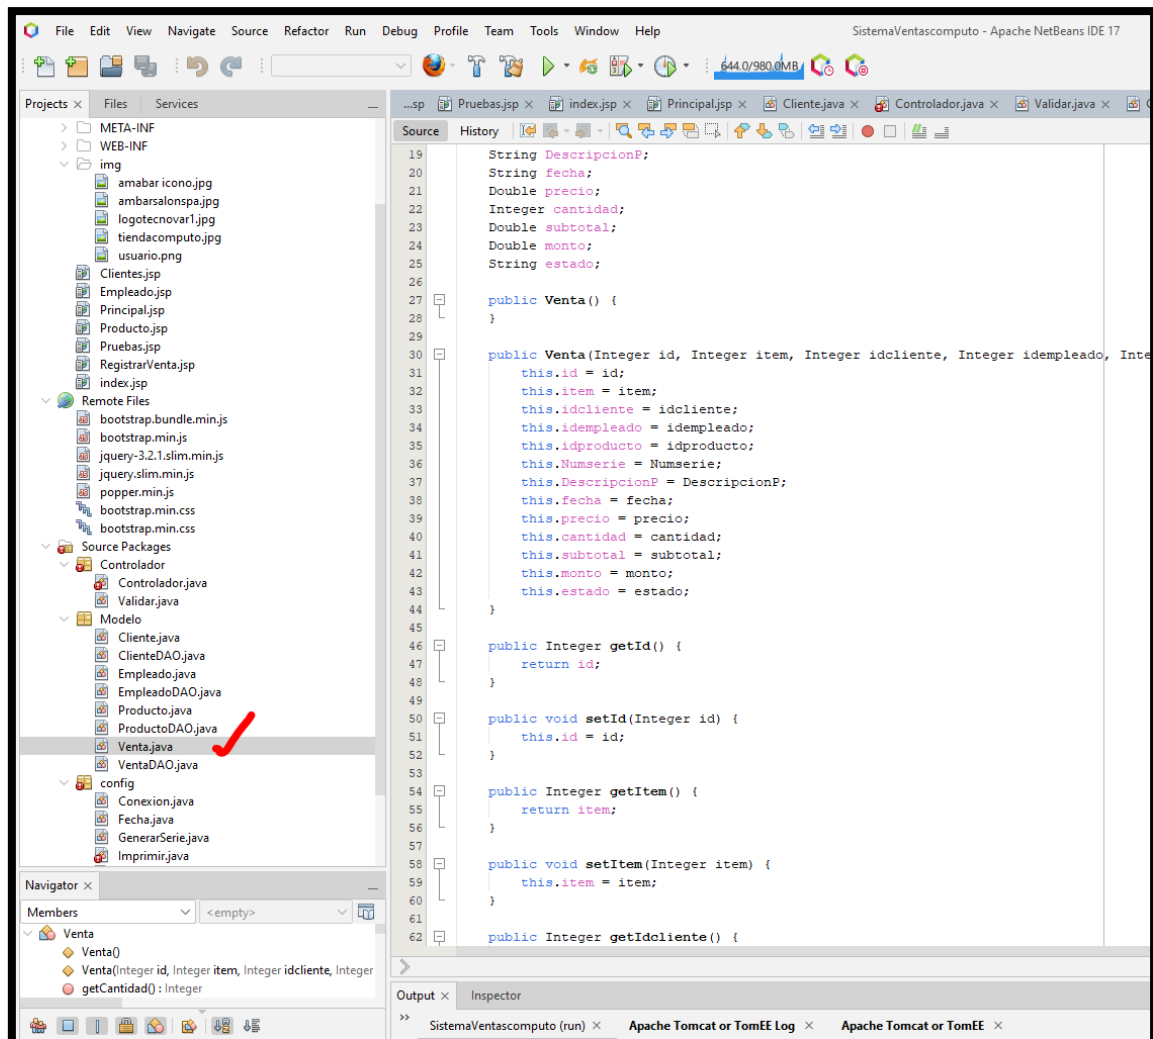 File Edit View Navigate Source Refactor Run Debug Profile Team Tools Window Help SistemaVentascomputo - Apache NetBeans IDE 17
644.0/980.0MB
Projects × Files Services
...sp Pruebas.jsp × index.jsp × Principal.jsp × Cliente.java × Controlador.java × Validar.java ×
Source History
META-INF
WEB-INF
img
amabar icono.jpg
ambarsalonspa.jpg
logotecnovar1.jpg
tiendacomputo.jpg
usuario.png
Clientes.jsp
Empleado.jsp
Principal.jsp
Producto.jsp
Pruebas.jsp
RegistrarVenta.jsp
index.jsp
Remote Files
bootstrap.bundle.min.js
bootstrap.min.js
jquery-3.2.1.slim.min.js
jquery.slim.min.js
popper.min.js
bootstrap.min.css
bootstrap.min.css
Source Packages
Controlador
Controlador.java
Validar.java
Modelo
Cliente.java
ClienteDAO.java
Empleado.java
EmpleadoDAO.java
Producto.java
ProductoDAO.java
Venta.java
VentaDAO.java
config
Conexion.java
Fecha.java
GenerarSerie.java
Imprimir.java
19 String DescripcionP;
20 String fecha;
21 Double precio;
22 Integer cantidad;
23 Double subtotal;
24 Double monto;
25 String estado;
26
27 public Venta() {
28 }
29
30 public Venta(Integer id, Integer item, Integer idcliente, Integer idempleado, Inte
31 this.id = id;
32 this.item = item;
33 this.idcliente = idcliente;
34 this.idempleado = idempleado;
35 this.idproducto = idproducto;
36 this.Numserie = Numserie;
37 this.DescripcionP = DescripcionP;
38 this.fecha = fecha;
39 this.precio = precio;
40 this.cantidad = cantidad;
41 this.subtotal = subtotal;
42 this.monto = monto;
43 this.estado = estado;
44 }
45
46 public Integer getId() {
47 return id;
48 }
49
50 public void setId(Integer id) {
51 this.id = id;
52 }
53
54 public Integer getItem() {
55 return item;
56 }
57
58 public void setItem(Integer item) {
59 this.item = item;
60 }
61
62 public Integer getIdcliente() {
Navigator ×
Members <empty>
Venta
Venta()
Venta(Integer id, Integer item, Integer idcliente, Integer
getCantidad() : Integer
Output × Inspector
SistemaVentascomputo (run) × Apache Tomcat or TomEE Log × Apache Tomcat or TomEE ×